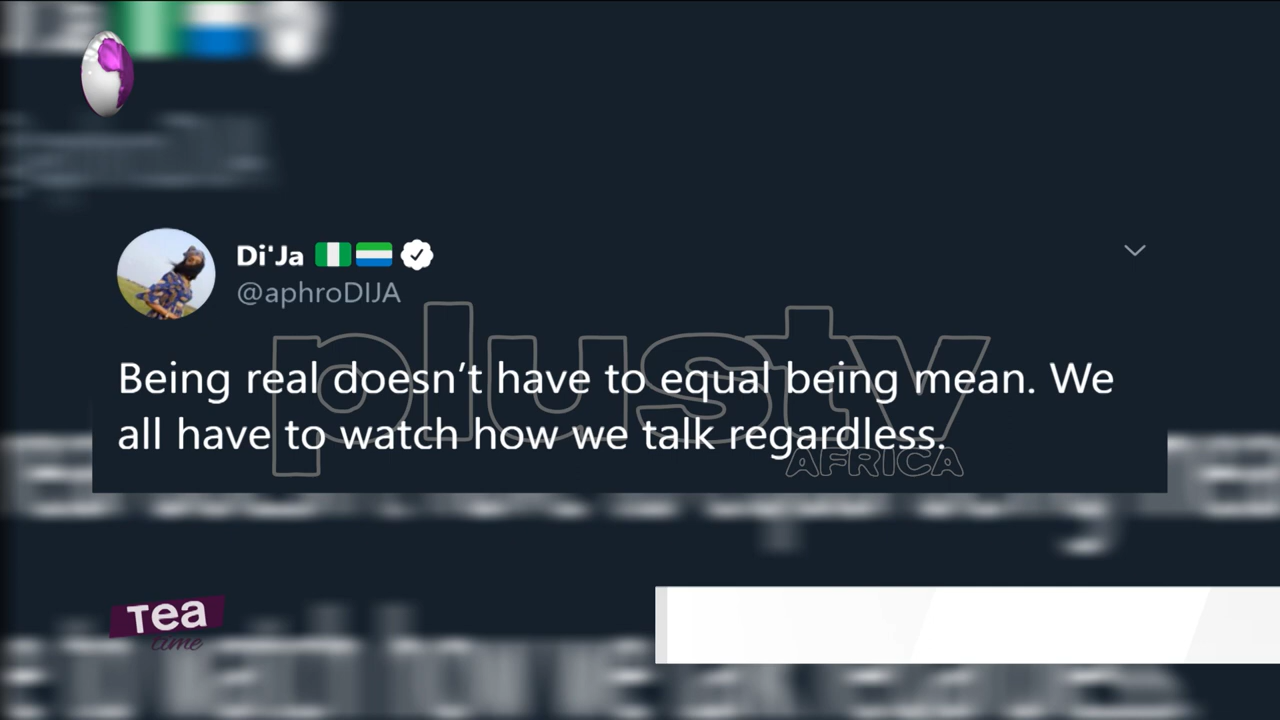 Di'Ja
@aphroDIJA
Being real doesn’t have to equal being mean. We
all have to watch how we talk regardless.
plustv
AFRICA
Tea
time